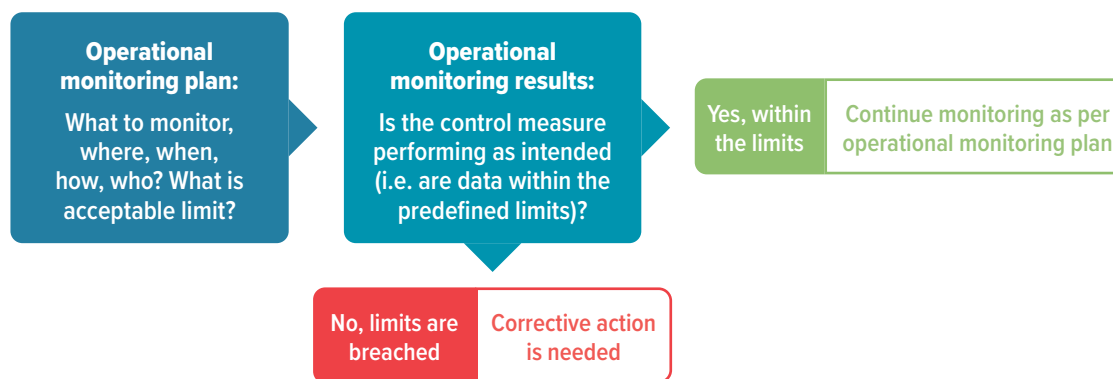 Operational
monitoring plan:
What to monitor,
where, when,
how, who? What is
acceptable limit?
Operational
monitoring results:
Is the control measure
performing as intended
(i.e. are data within the
predefined limits)?
Yes, within
the limits
Continue monitoring as per
operational monitoring plan
No, limits are
breached
Corrective action
is needed